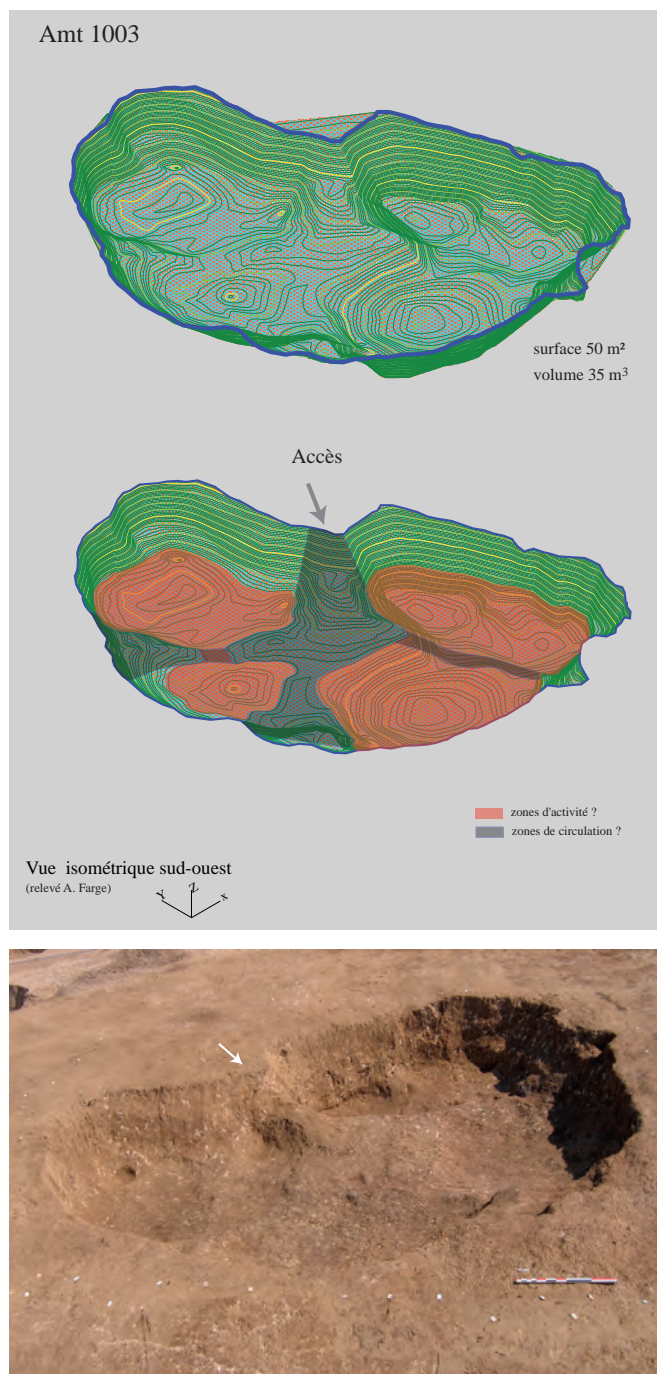 Amt 1003
surface 50 m²
volume 35 m³
Accès
zones d'activité ?
zones de circulation ?
Vue isométrique sud-ouest
(relevé A. Farge)
Y Z x